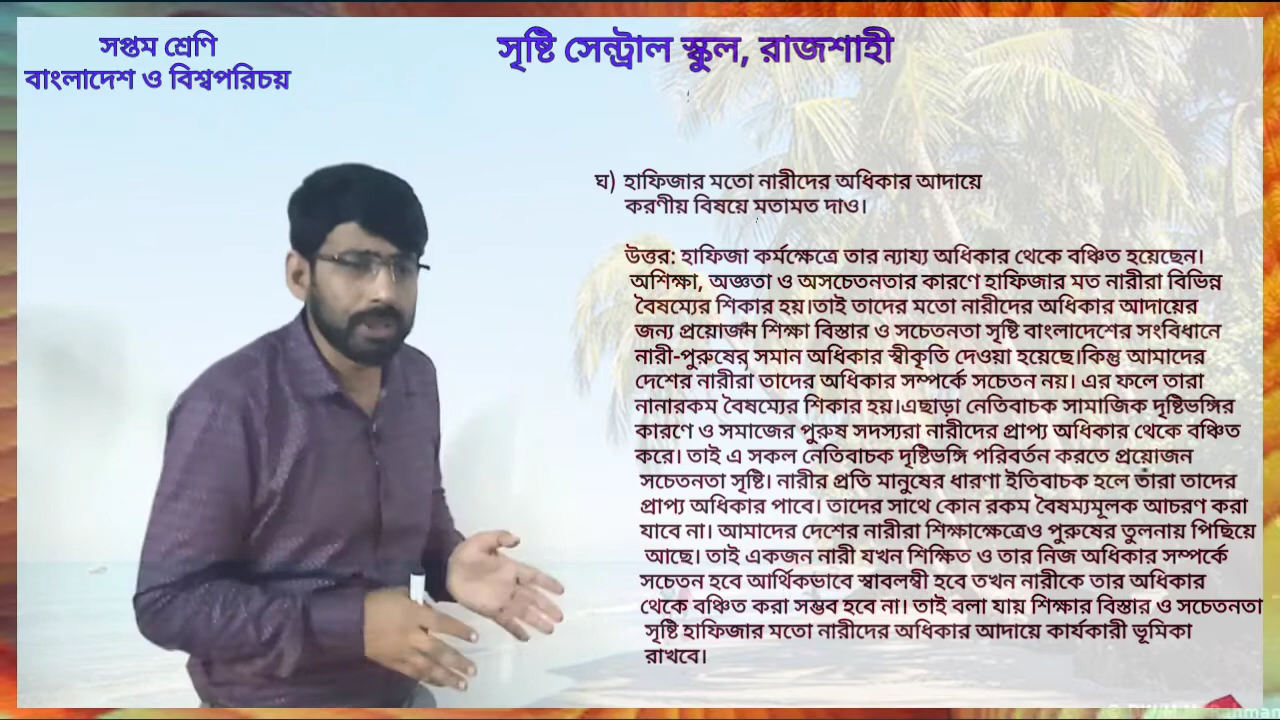 সপ্তম শ্রেণি
বাংলাদেশ ও বিশ্বপরিচয়
সৃষ্টি সেন্ট্রাল স্কুল, রাজশাহী
ঘ) হাফিজার মতো নারীদের অধিকার আদায়ে
করণীয় বিষয়ে মতামত দাও।
উত্তর: হাফিজা কর্মক্ষেত্রে তার ন্যায্য অধিকার থেকে বঞ্চিত হয়েছেন।
অশিক্ষা, অজ্ঞতা ও অসচেতনতার কারণে হাফিজার মত নারীরা বিভিন্ন
বৈষম্যের শিকার হয়।তাই তাদের মতো নারীদের অধিকার আদায়ের
জন্য প্রয়োজন শিক্ষা বিস্তার ও সচেতনতা সৃষ্টি বাংলাদেশের সংবিধানে
নারী-পুরুষের সমান অধিকার স্বীকৃতি দেওয়া হয়েছে।কিন্তু আমাদের
দেশের নারীরা তাদের অধিকার সম্পর্কে সচেতন নয়। এর ফলে তারা
নানারকম বৈষম্যের শিকার হয়।এছাড়া নেতিবাচক সামাজিক দৃষ্টিভঙ্গির
কারণে ও সমাজের পুরুষ সদস্যরা নারীদের প্রাপ্য অধিকার থেকে বঞ্চিত
করে। তাই এ সকল নেতিবাচক দৃষ্টিভঙ্গি পরিবর্তন করতে প্রয়োজন
সচেতনতা সৃষ্টি। নারীর প্রতি মানুষের ধারণা ইতিবাচক হলে তারা তাদের
প্রাপ্য অধিকার পাবে। তাদের সাথে কোন রকম বৈষম্যমূলক আচরণ করা
যাবে না। আমাদের দেশের নারীরা শিক্ষাক্ষেত্রেও পুরুষের তুলনায় পিছিয়ে
আছে। তাই একজন নারী যখন শিক্ষিত ও তার নিজ অধিকার সম্পর্কে
সচেতন হবে আর্থিকভাবে স্বাবলম্বী হবে তখন নারীকে তার অধিকার
থেকে বঞ্চিত করা সম্ভব হবে না। তাই বলা যায় শিক্ষার বিস্তার ও সচেতনতা
সৃষ্টি হাফিজার মতো নারীদের অধিকার আদায়ে কার্যকারী ভূমিকা
রাখবে।